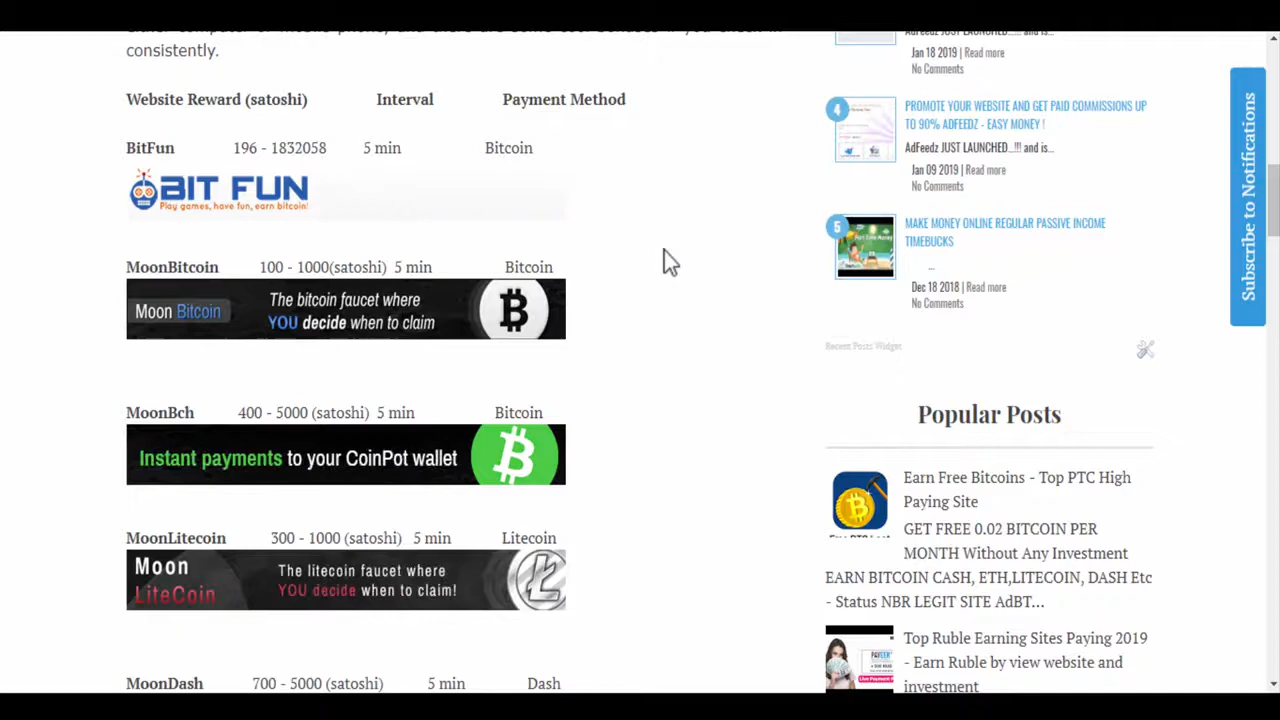 consistently.
Website Reward (satoshi) Interval Payment Method
BitFun 196 - 1832058 5 min Bitcoin
BIT FUN
Play games, have fun, earn bitcoin!
MoonBitcoin 100 - 1000(satoshi) 5 min Bitcoin
Moon Bitcoin
The bitcoin faucet where
YOU decide when to claim
MoonBch 400 - 5000 (satoshi) 5 min Bitcoin
Instant payments to your CoinPot wallet
MoonLitecoin 300 - 1000 (satoshi) 5 min Litecoin
Moon
LiteCoin
The litecoin faucet where
YOU decide when to claim!
MoonDash 700 - 5000 (satoshi) 5 min Dash
Jan 18 2019 | Read more
No Comments
4
PROMOTE YOUR WEBSITE AND GET PAID COMMISSIONS UP
TO 90% ADFEEDZ - EASY MONEY !
AdFeedz JUST LAUNCHED...!!! and is...
Jan 09 2019 | Read more
No Comments
5
MAKE MONEY ONLINE REGULAR PASSIVE INCOME
TIMEBUCKS
...
Dec 18 2018 | Read more
No Comments
Recent Posts Widget
Popular Posts
Earn Free Bitcoins - Top PTC High
Paying Site
GET FREE 0.02 BITCOIN PER
MONTH Without Any Investment
EARN BITCOIN CASH, ETH,LITECOIN, DASH Etc
- Status NBR LEGIT SITE AdBT...
Top Ruble Earning Sites Paying 2019
- Earn Ruble by view website and
investment
Subscribe to Notifications